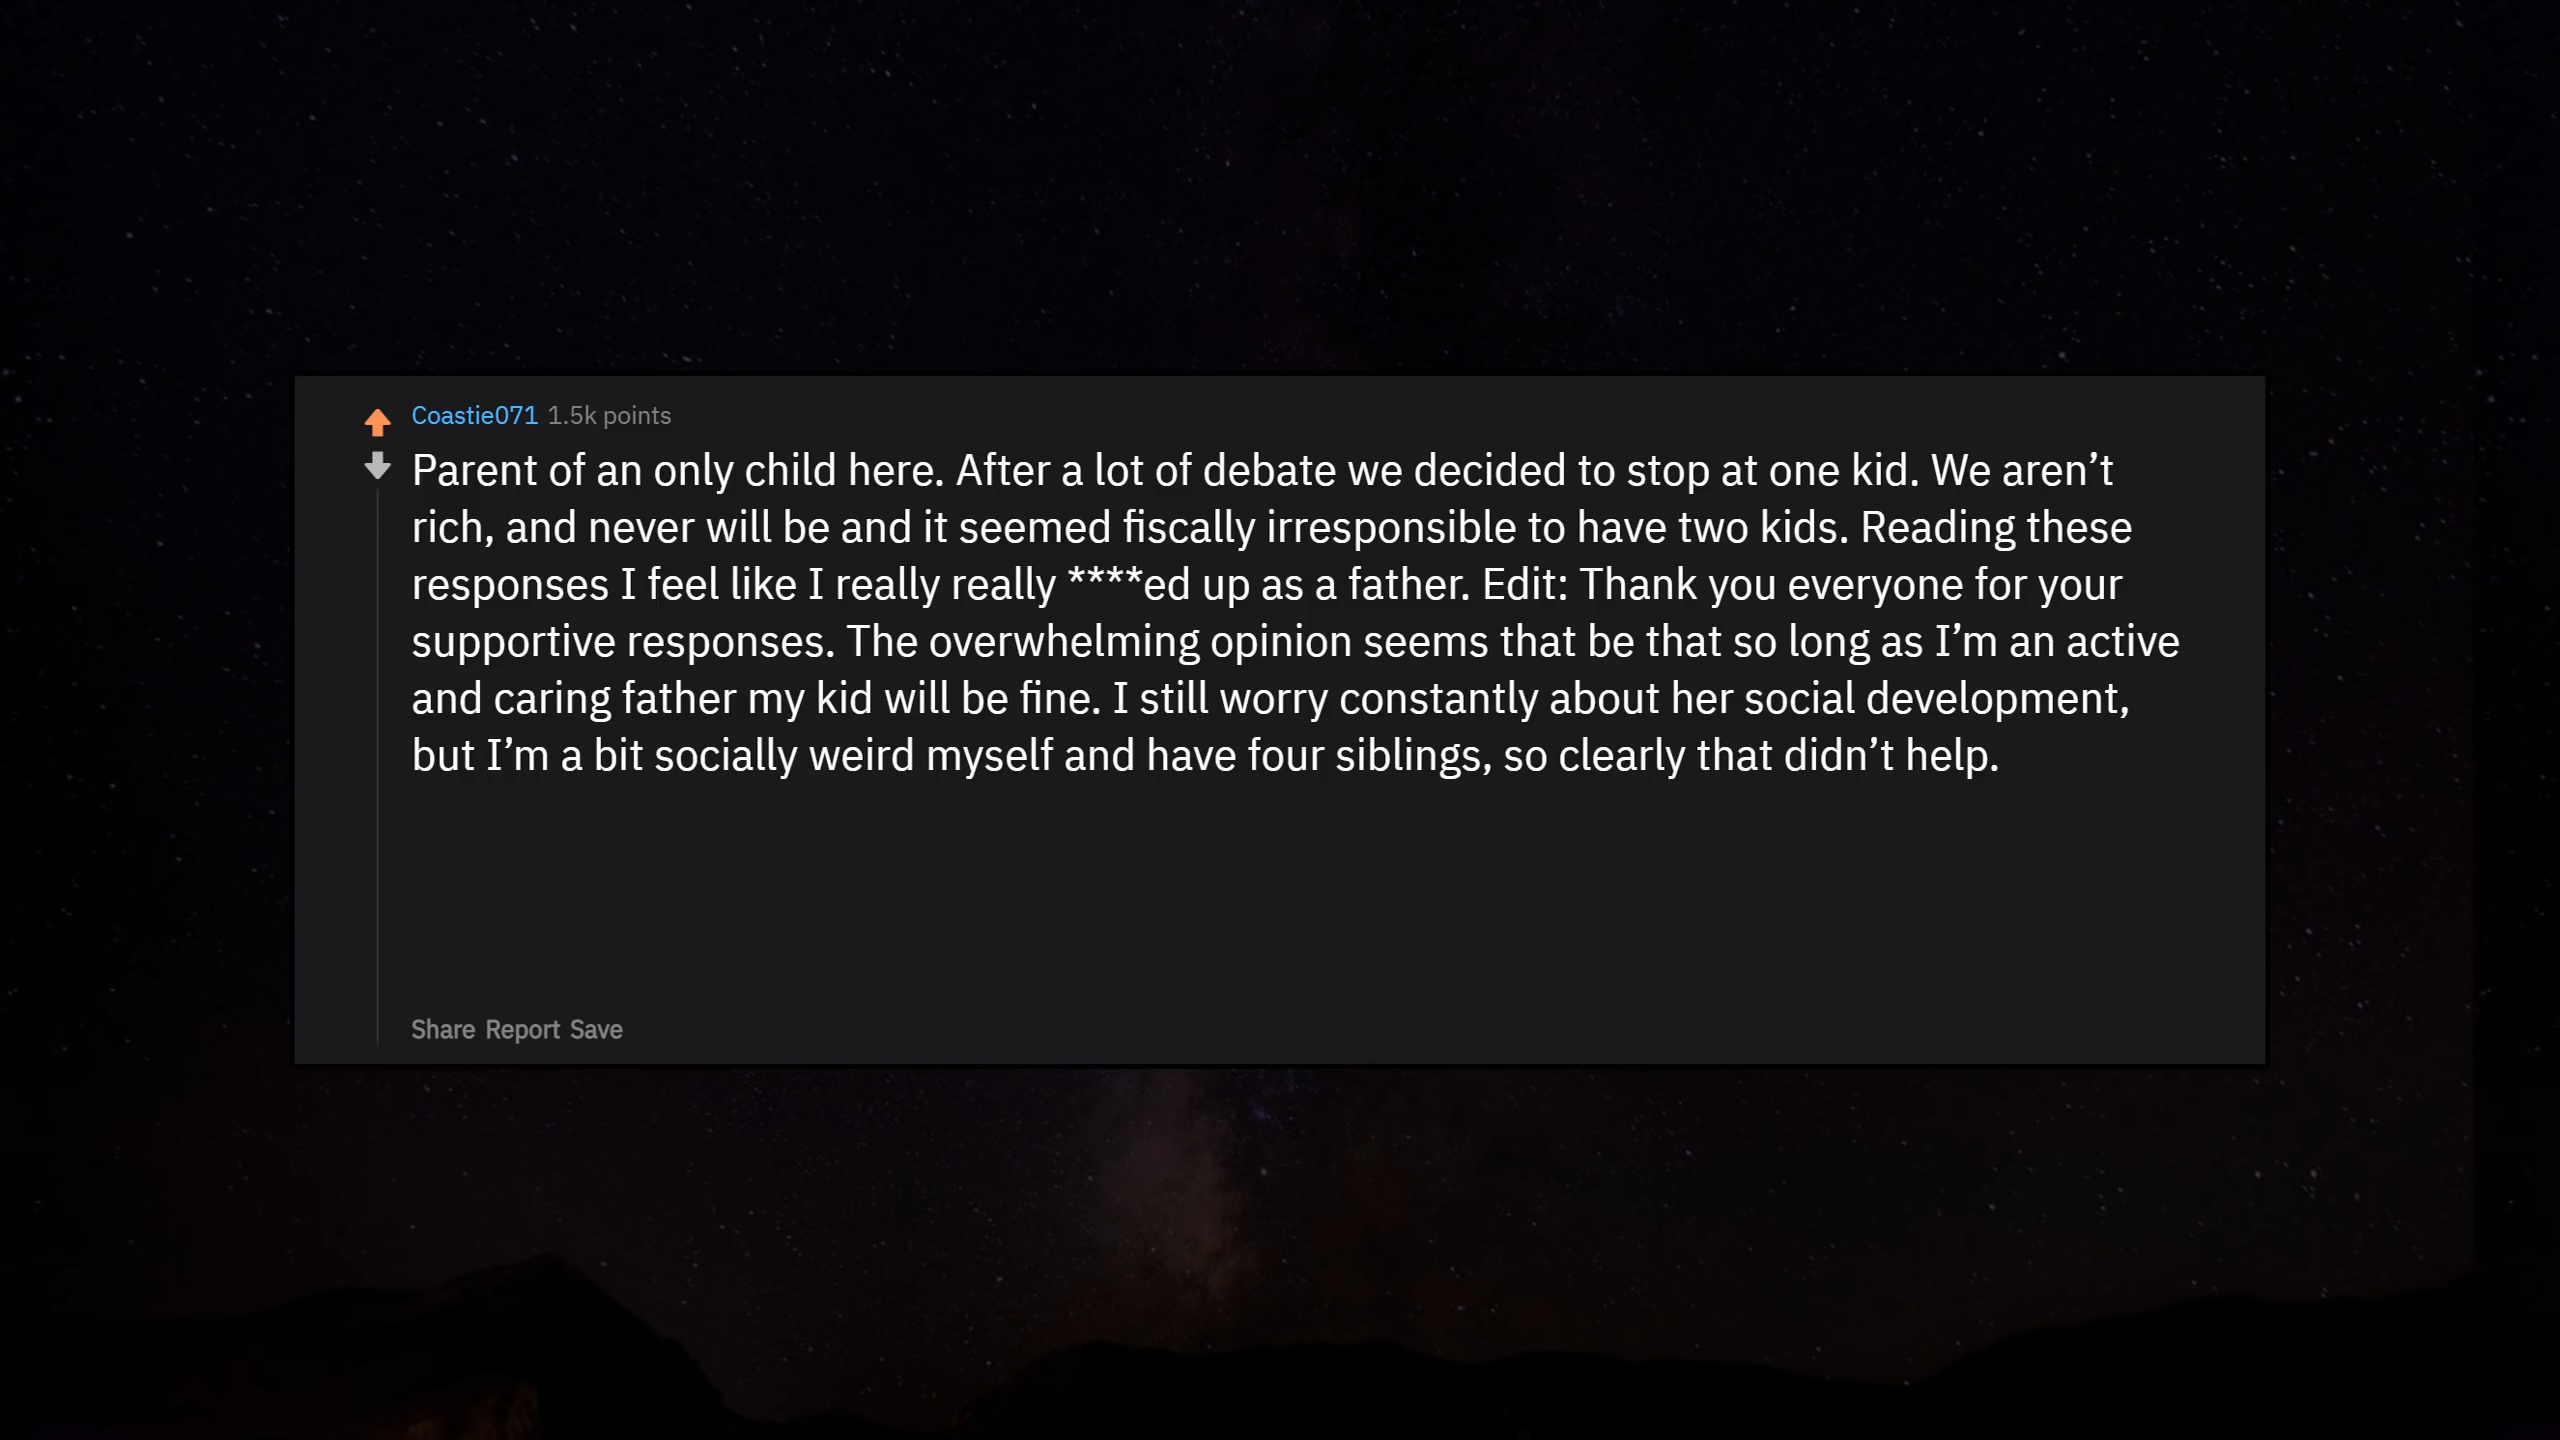 Coastie071 1.5k points
Parent of an only child here. After a lot of debate we decided to stop at one kid. We aren’t
rich, and never will be and it seemed fiscally irresponsible to have two kids. Reading these
responses I feel like I really really ****ed up as a father. Edit: Thank you everyone for your
supportive responses. The overwhelming opinion seems that be that so long as I’m an active
and caring father my kid will be fine. I still worry constantly about her social development,
but I’m a bit socially weird myself and have four siblings, so clearly that didn’t help.
Share Report Save